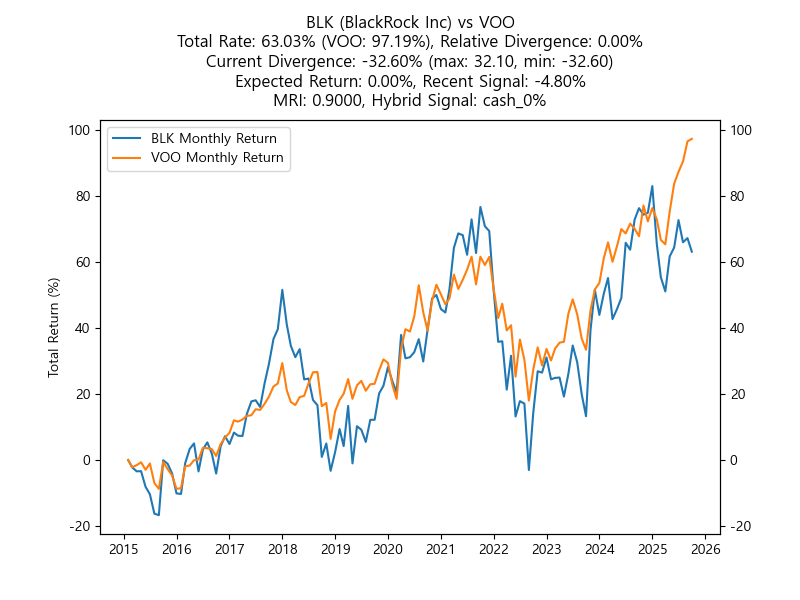 BLK (BlackRock Inc) vs VOO
Total Rate: 63.03% (VOO: 97.19%), Relative Divergence: 0.00%
Current Divergence: -32.60% (max: 32.10, min: -32.60)
Expected Return: 0.00%, Recent Signal: -4.80%
MRI: 0.9000, Hybrid Signal: cash_0%
BLK Monthly Return
VOO Monthly Return
Total Return (%)
100
80
60
40
20
0
-20
100
80
60
40
20
0
-20
2015 2016 2017 2018 2019 2020 2021 2022 2023 2024 2025 2026